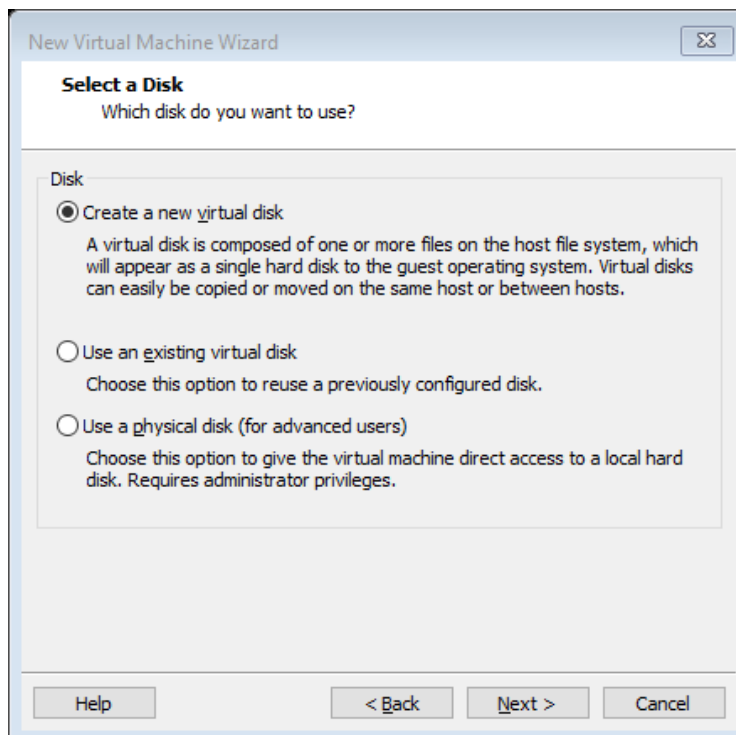 New Virtual Machine Wizard
Select a Disk
Which disk do you want to use?
Disk
Create a new virtual disk
A virtual disk is composed of one or more files on the host file system, which
will appear as a single hard disk to the guest operating system. Virtual disks
can easily be copied or moved on the same host or between hosts.
Use an existing virtual disk
Choose this option to reuse a previously configured disk.
Use a physical disk (for advanced users)
Choose this option to give the virtual machine direct access to a local hard
disk. Requires administrator privileges.
Help
< Back
Next >
Cancel